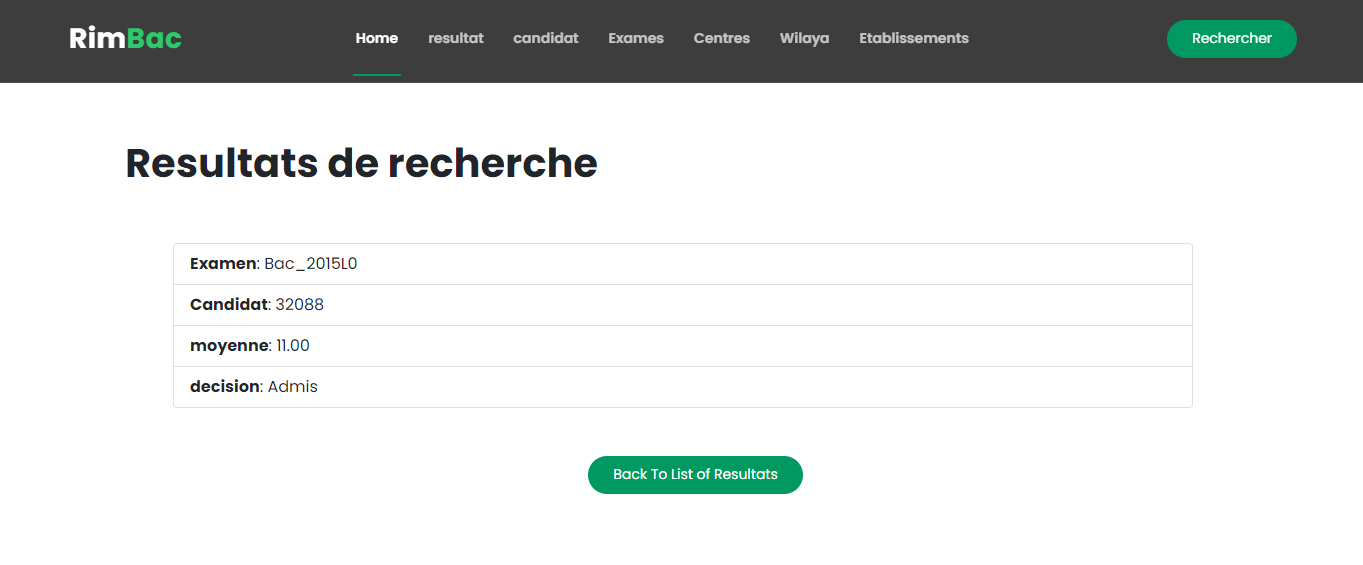 RimBac Home resultat candidat Exames Centres Wilaya Etablissements Rechercher
Resultats de recherche
Examen: Bac_2015L0
Candidat: 32088
moyenne: 11.00
decision: Admis
Back To List of Resultats